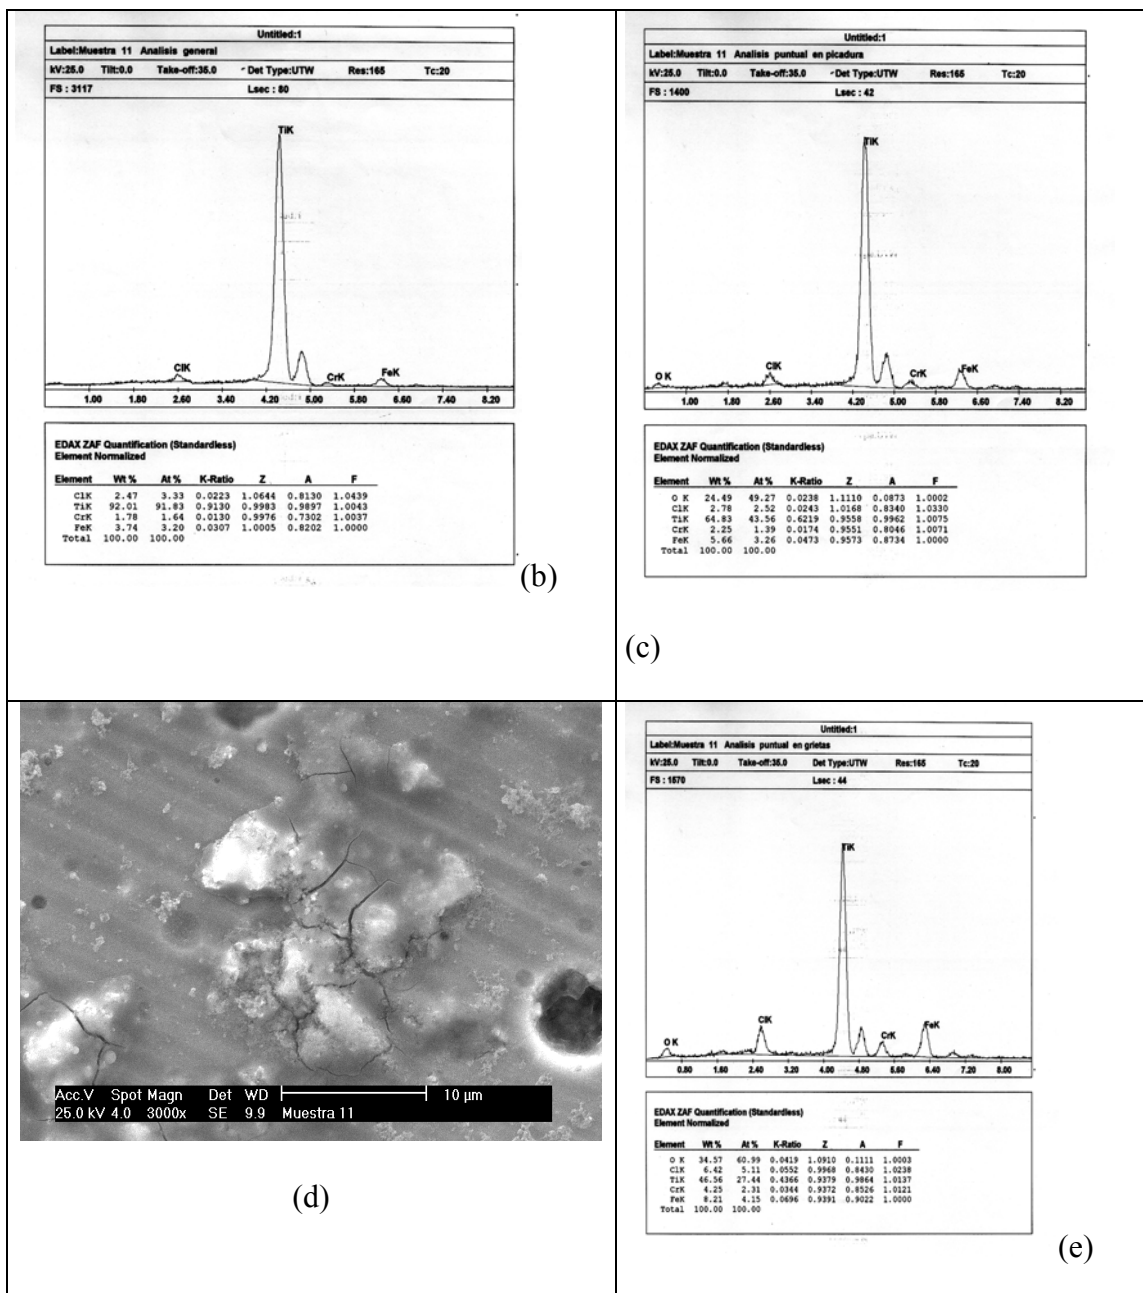 Untitled:1
Label:Muestra 11 Analisis general
kV:25.0 Tilt:0.0 Take-off:35.0 Det Type:UTW Res:165 Tc:20
FS : 3117 Lsec : 80
TiK
ClK
CrK
FeK
1.00 1.80 2.60 3.40 4.20 5.00 5.80 6.60 7.40 8.20
EDAX ZAF Quantification (Standardless)
Element Normalized
Element Wt % At % K-Ratio Z A F
ClK 2.47 3.33 0.0223 1.0644 0.8130 1.0439
TiK 92.01 91.83 0.9130 0.9983 0.9897 1.0043
CrK 1.78 1.64 0.0130 0.9976 0.7302 1.0037
FeK 3.74 3.20 0.0307 1.0005 0.8202 1.0000
Total 100.00 100.00
(b)
Untitled:1
Label:Muestra 11 Analisis puntual en picadura
kV:25.0 Tilt:0.0 Take-off:35.0 Det Type:UTW Res:165 Tc:20
FS : 1400 Lsec : 42
TiK
O K
ClK
CrK
FeK
1.00 1.80 2.60 3.40 4.20 5.00 5.80 6.60 7.40 8.20
EDAX ZAF Quantification (Standardless)
Element Normalized
Element Wt % At % K-Ratio Z A F
O K 24.49 49.27 0.0238 1.1110 0.0873 1.0002
ClK 2.78 2.52 0.0243 1.0168 0.8340 1.0330
TiK 64.83 43.56 0.6219 0.9558 0.9962 1.0075
CrK 2.25 1.39 0.0174 0.9551 0.8046 1.0071
FeK 5.66 3.26 0.0473 0.9573 0.8734 1.0000
Total 100.00 100.00
(c)
Acc.V Spot Magn Det WD 10 µm
25.0 kV 4.0 3000x SE 9.9 Muestra 11
(d)
Untitled:1
Label:Muestra 11 Analisis puntual en grietas
kV:25.0 Tilt:0.0 Take-off:35.0 Det Type:UTW Res:165 Tc:20
FS : 1570 Lsec : 44
TiK
O K
ClK
CrK
FeK
0.80 1.60 2.40 3.20 4.00 4.80 5.60 6.40 7.20 8.00
EDAX ZAF Quantification (Standardless)
Element Normalized
Element Wt % At % K-Ratio Z A F
O K 34.57 60.99 0.0419 1.0910 0.1111 1.0003
ClK 6.42 5.11 0.0552 0.9968 0.8430 1.0238
TiK 46.56 27.44 0.4366 0.9379 0.9864 1.0137
CrK 4.25 2.31 0.0344 0.9372 0.8526 1.0121
FeK 8.21 4.15 0.0696 0.9391 0.9022 1.0000
Total 100.00 100.00
(e)